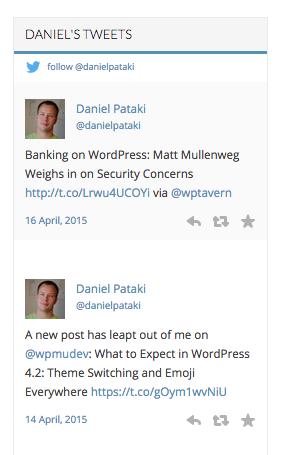 DANIEL'S TWEETS
follow @danielpataki
Daniel Pataki
@danielpataki
Banking on WordPress: Matt Mullenweg
Weighs in on Security Concerns
http://t.co/Lrwu4UCOYi via @wptavern
16 April, 2015
Daniel Pataki
@danielpataki
A new post has leapt out of me on
@wpmudev: What to Expect in WordPress
4.2: Theme Switching and Emoji
Everywhere https://t.co/gOym1wvNiU
14 April, 2015